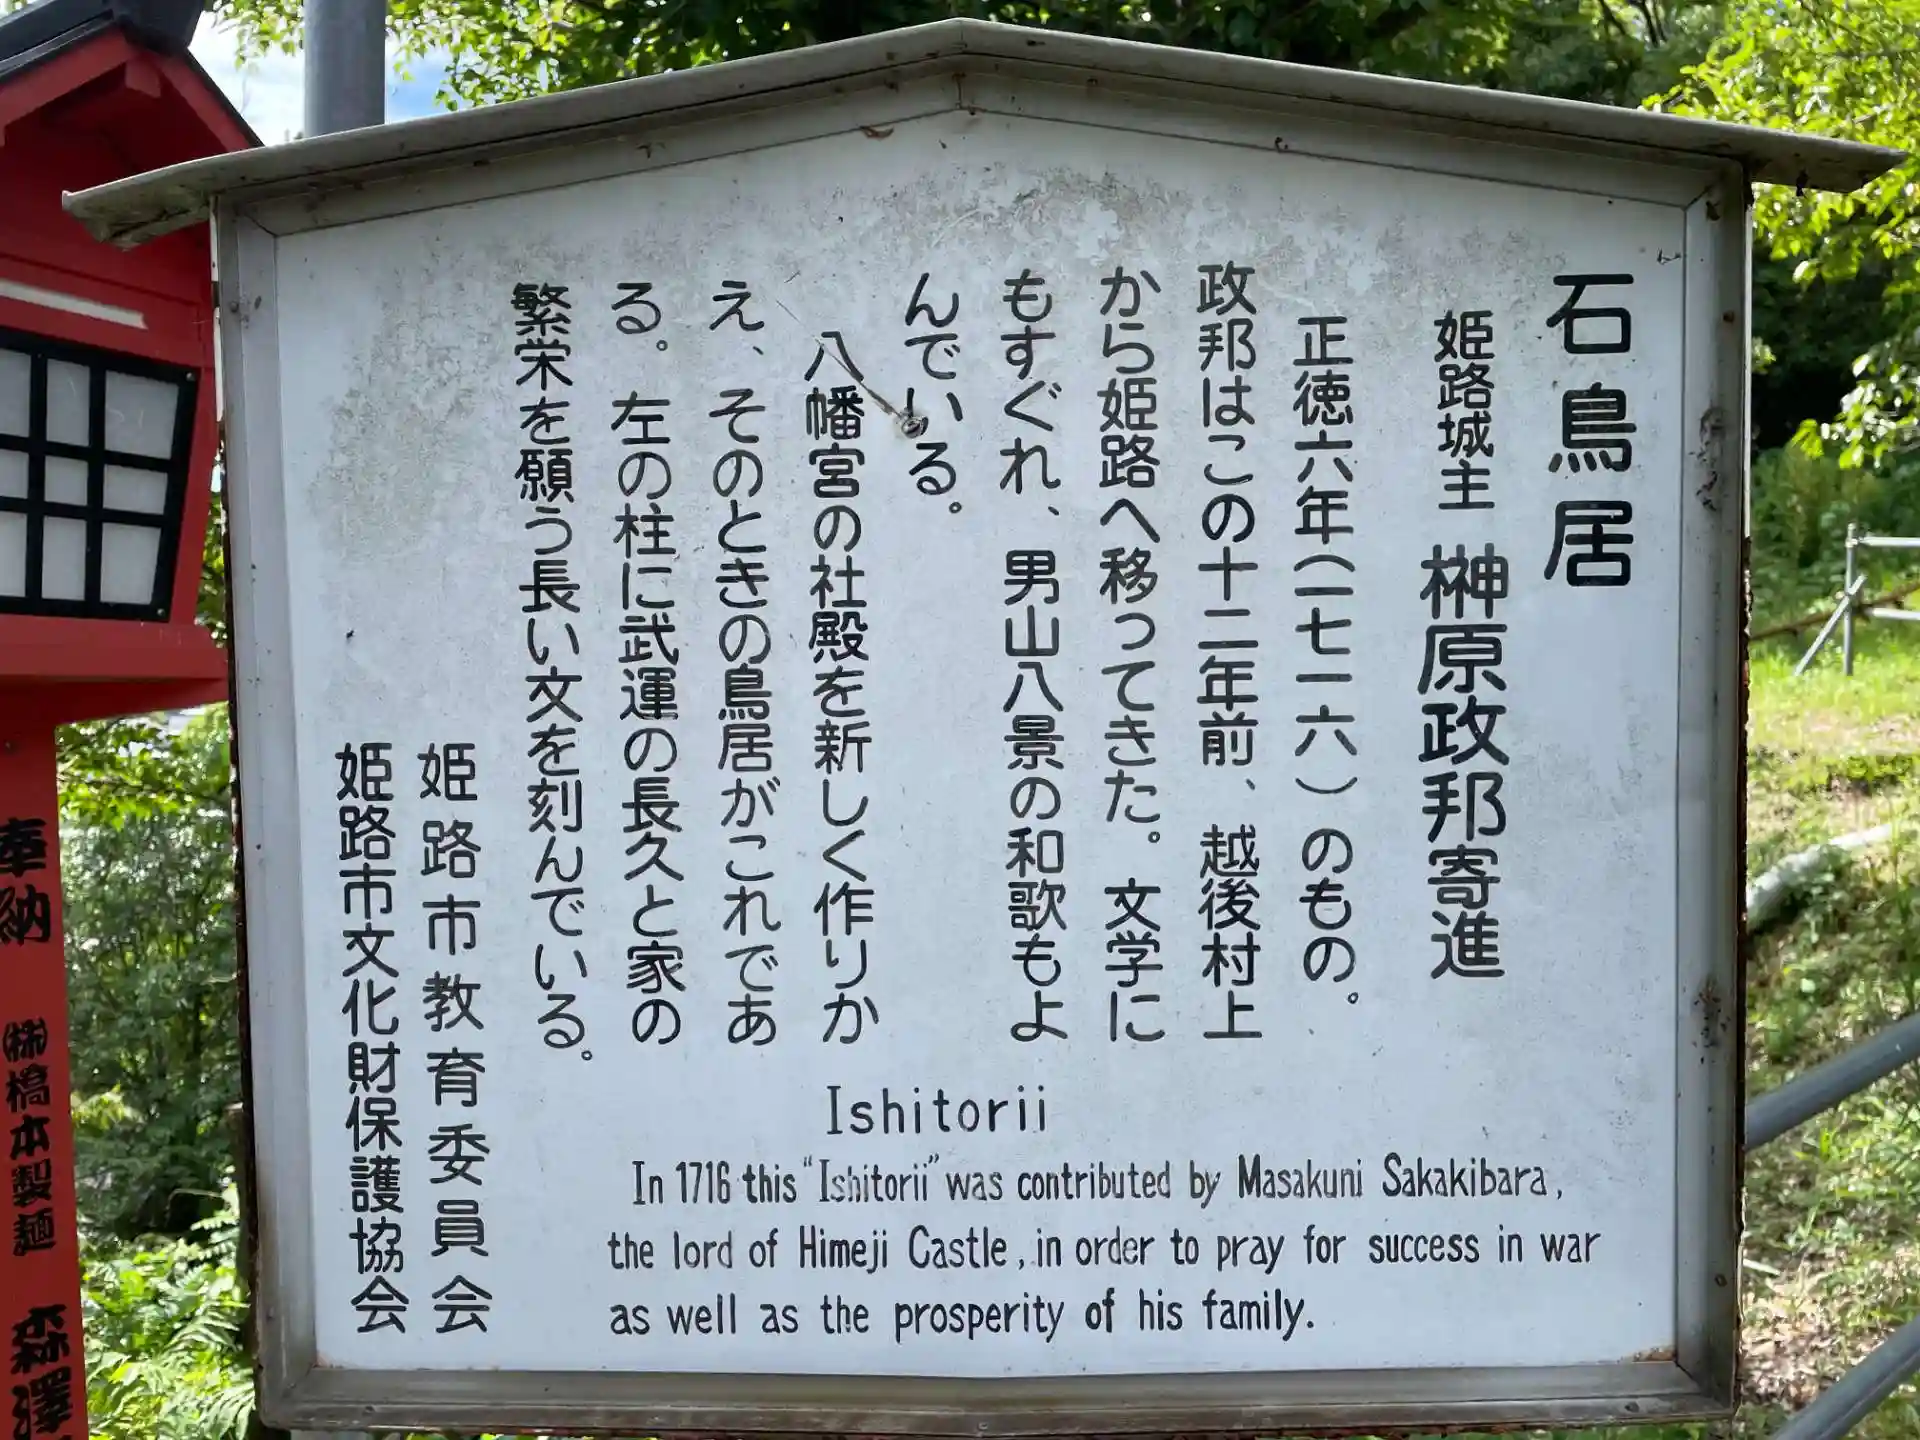 石鳥居
姫路城主 榊原政邦寄進
正徳六年(一七一六)のもの。
政邦はこの十二年前、越後村上
から姫路へ移ってきた。文学に
もすぐれ、男山八景の和歌もよ
んでいる。
八幡宮の社殿を新しく作りか
え、そのときの鳥居がこれであ
る。左の柱に武運の長久と家の
繁栄を願う長い文を刻んでいる。
姫路市教育委員会
姫路市文化財保護協会
Ishitorii
In 1716 this "Ishitorii" was contributed by Masakuni Sakakibara,
the lord of Himeji Castle, in order to pray for success in war
as well as the prosperity of his family.
奉納 ㈱橋本製麺 森澤